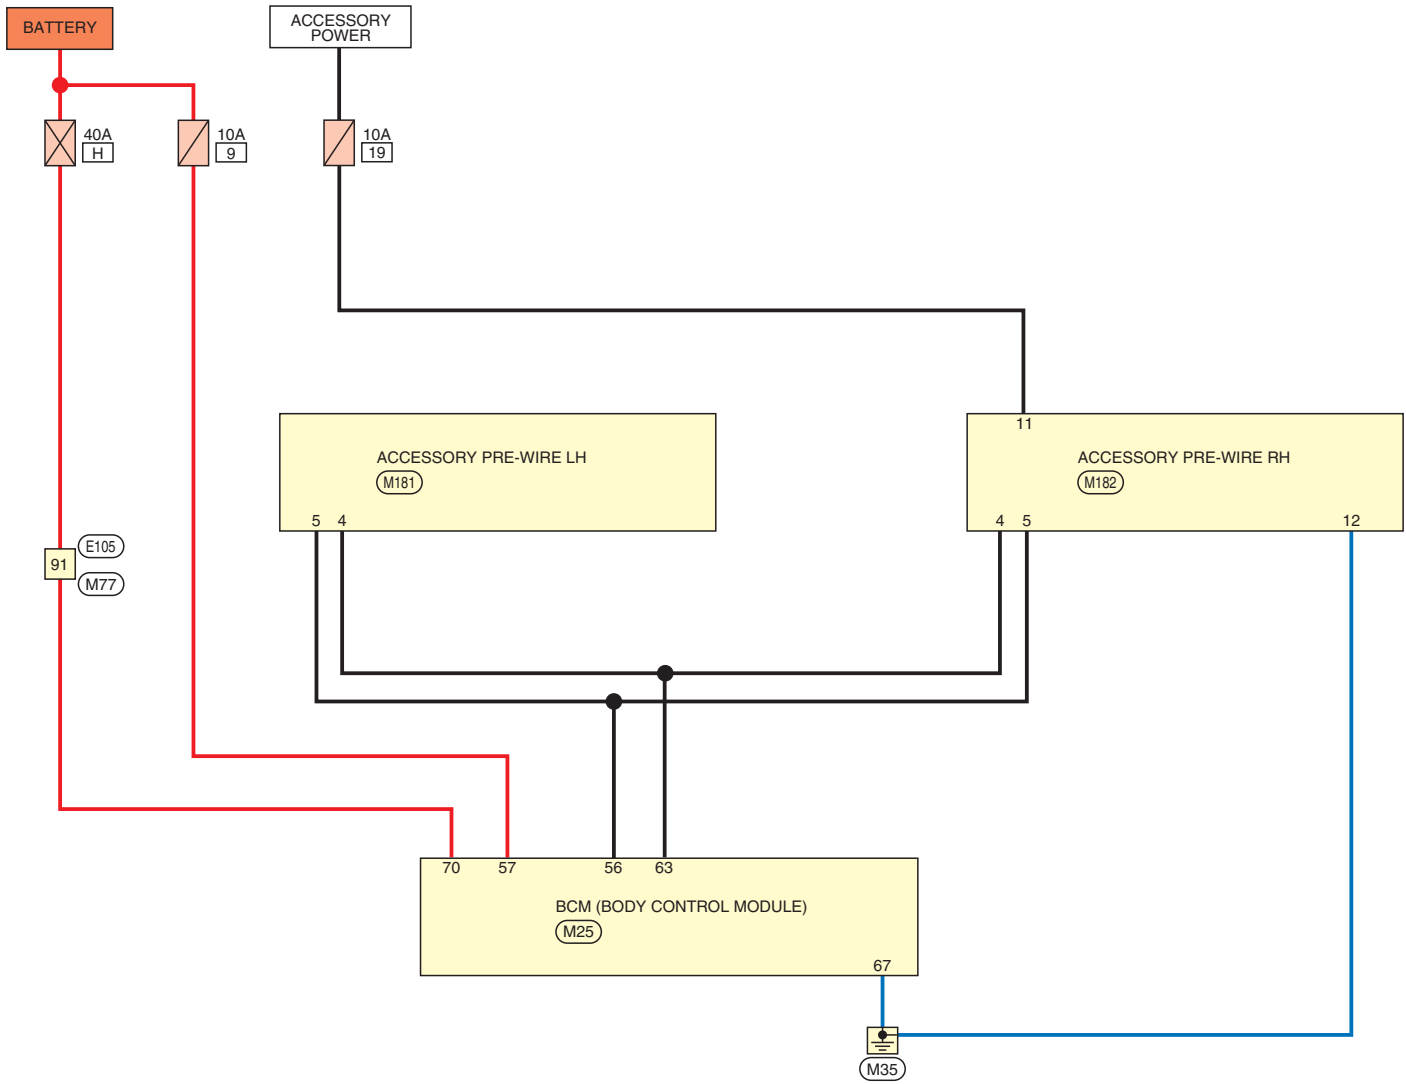 BATTERY
ACCESSORY
POWER
40A
H
10A
9
10A
19
11
ACCESSORY PRE-WIRE LH
M181
5 4
ACCESSORY PRE-WIRE RH
M182
4 5 12
E105
91
M77
70 57 56 63
BCM (BODY CONTROL MODULE)
M25
67
M35